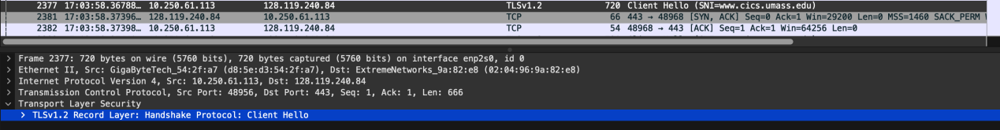 2377 17:03:58.36788… 10.250.61.113 128.119.240.84 TLSv1.2 720 Client Hello (SNI=www.cics.umass.edu)
2381 17:03:58.37396… 128.119.240.84 10.250.61.113 TCP 66 443 → 48968 [SYN, ACK] Seq=0 Ack=1 Win=29200 Len=0 MSS=1460 SACK_PERM W
2382 17:03:58.37398… 10.250.61.113 128.119.240.84 TCP 54 48968 → 443 [ACK] Seq=1 Ack=1 Win=64256 Len=0
Frame 2377: 720 bytes on wire (5760 bits), 720 bytes captured (5760 bits) on interface enp2s0, id 0
Ethernet II, Src: GigaByteTech_54:2f:a7 (d8:5e:d3:54:2f:a7), Dst: ExtremeNetworks_9a:82:e8 (02:04:96:9a:82:e8)
Internet Protocol Version 4, Src: 10.250.61.113, Dst: 128.119.240.84
Transmission Control Protocol, Src Port: 48956, Dst Port: 443, Seq: 1, Ack: 1, Len: 666
Transport Layer Security
TLSv1.2 Record Layer: Handshake Protocol: Client Hello